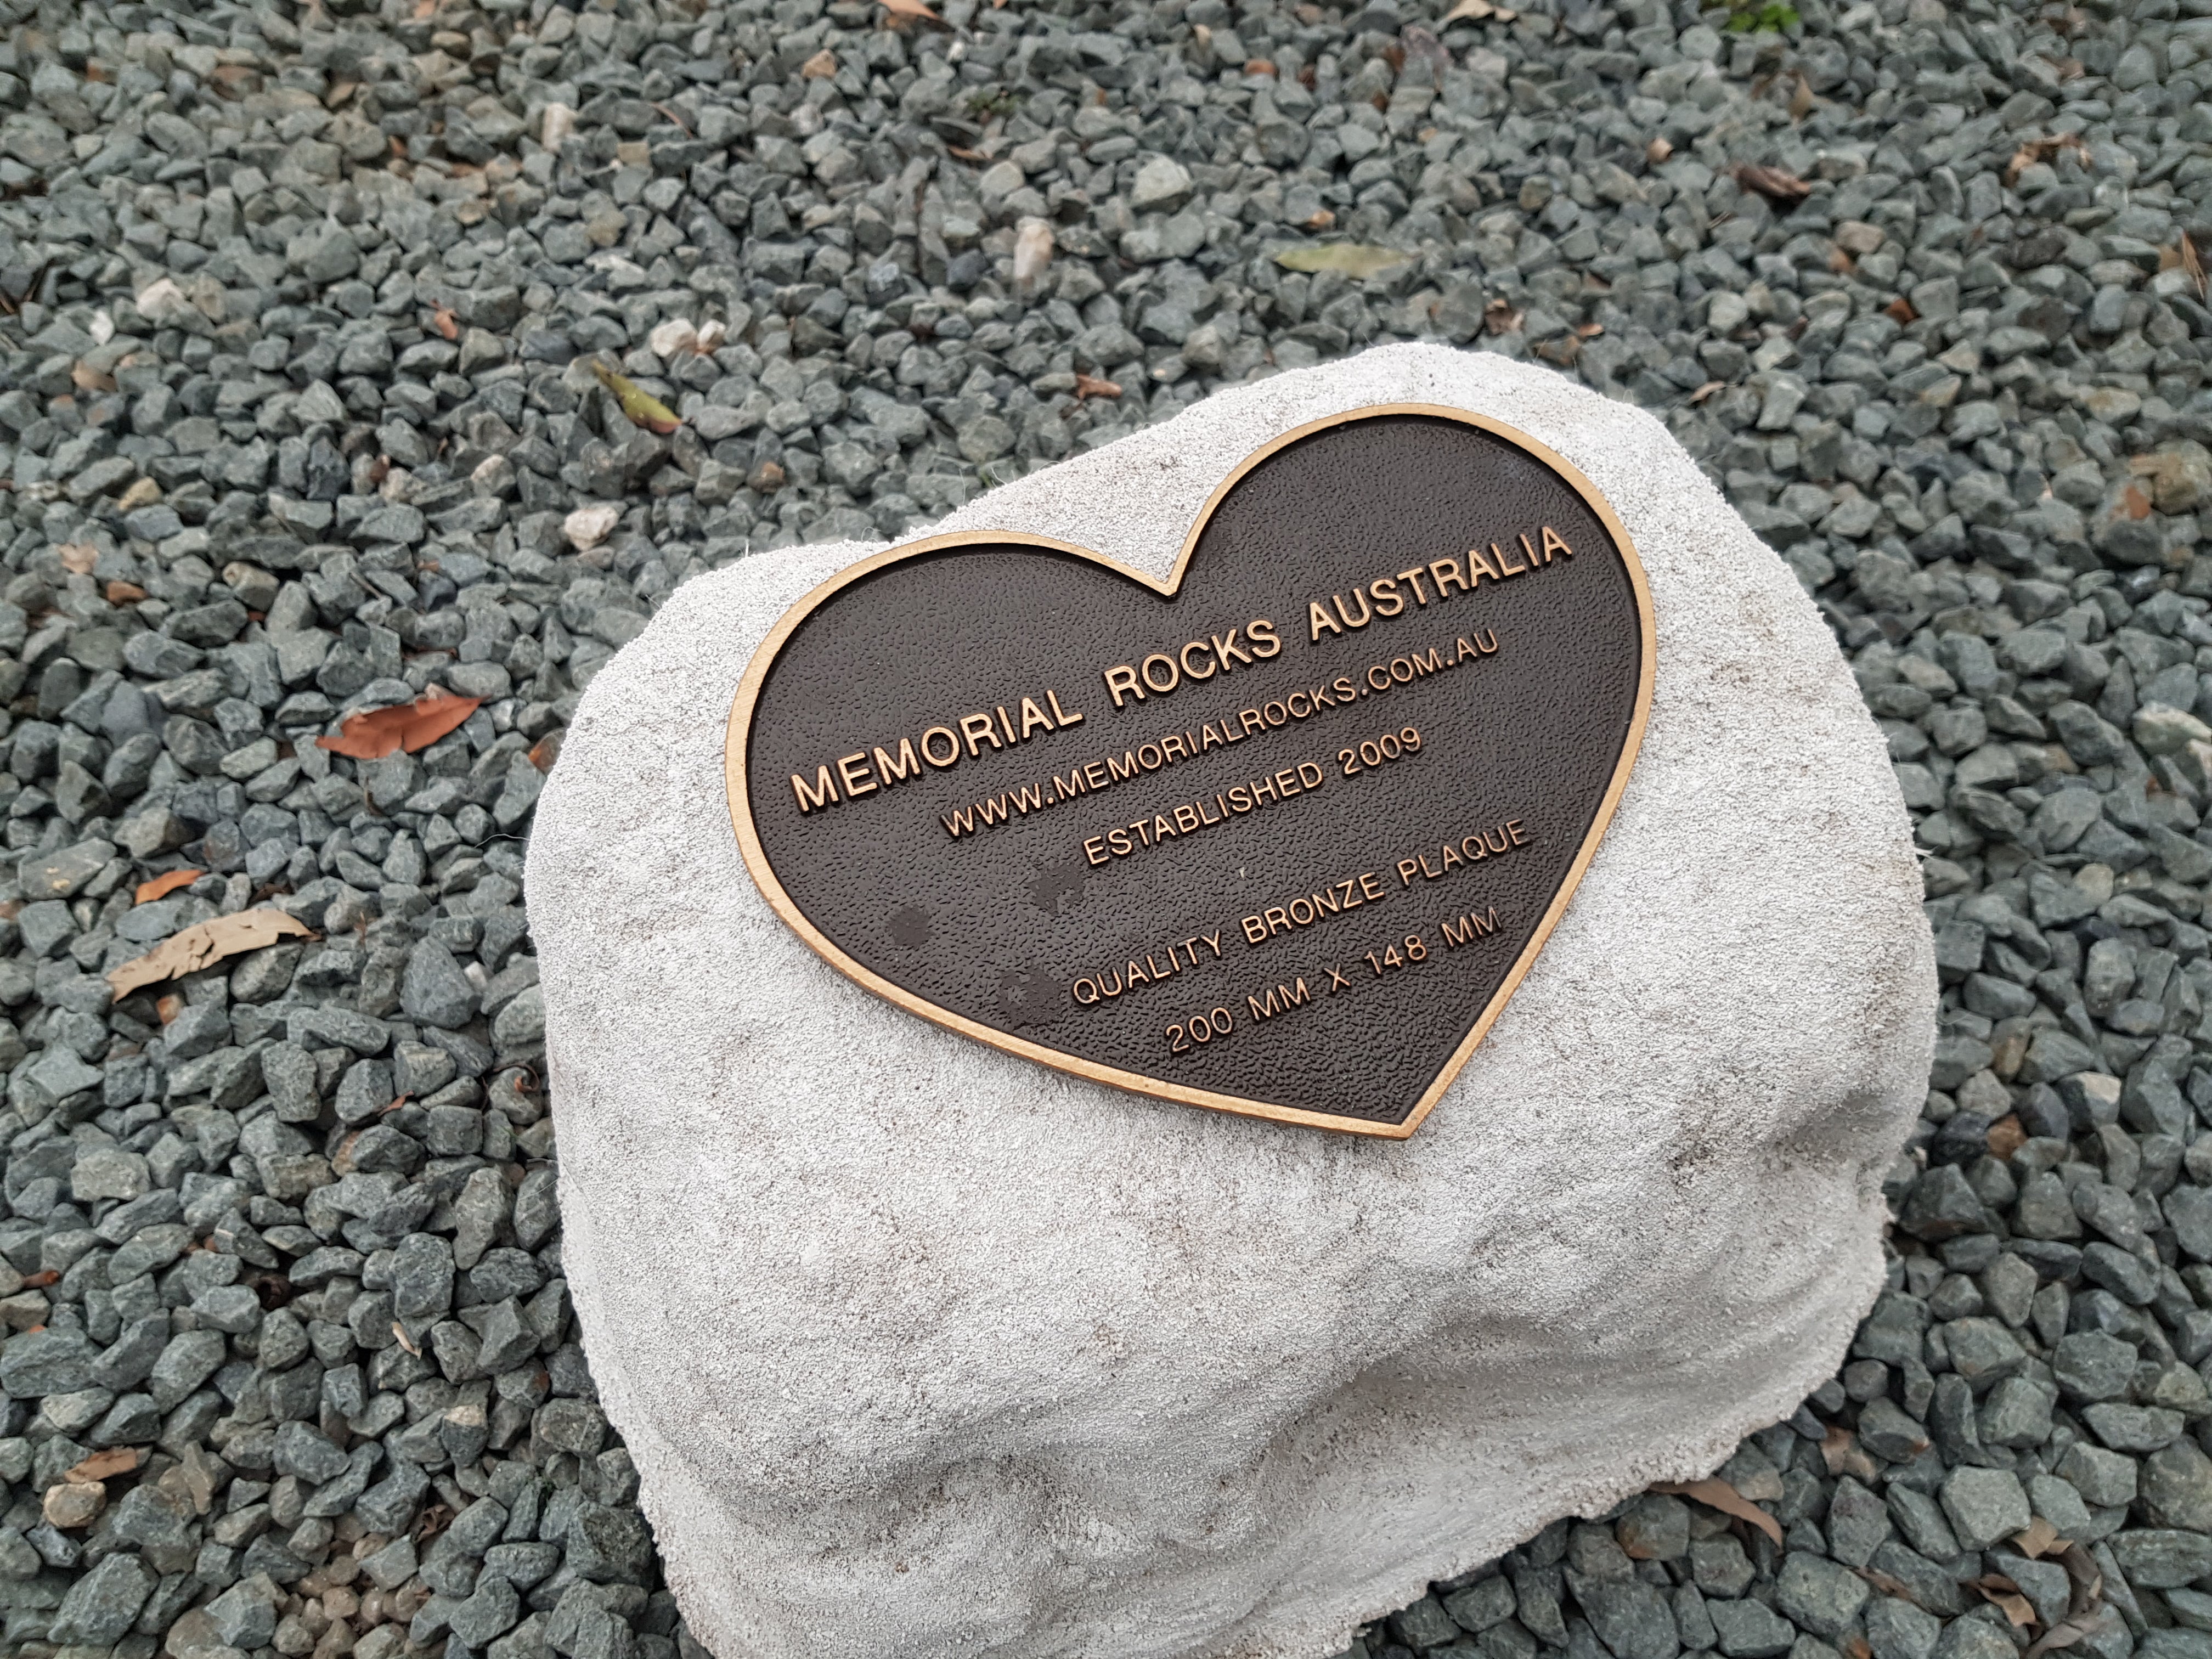 MEMORIAL ROCKS AUSTRALIA
WWW.MEMORIALROCKS.COM.AU
ESTABLISHED 2009
QUALITY BRONZE PLAQUE
200 MM X 148 MM